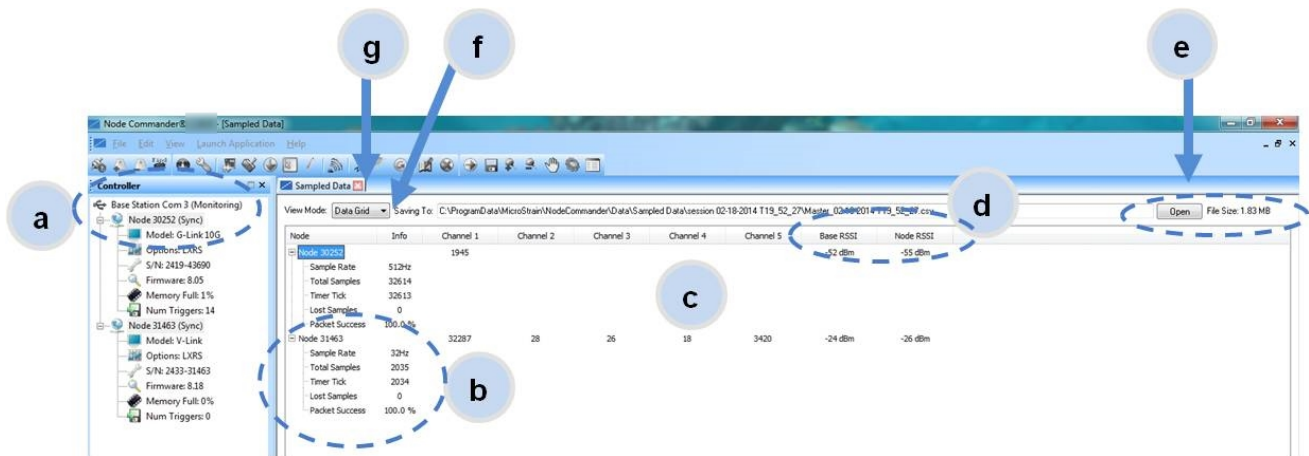 g
f
e
Node Commander® - [Sampled Data]
File Edit View Launch Application Help
a
Controller
Sampled Data
Base Station Com 3 (Monitoring)
Node 30252 (Sync)
Model: G-Link 10G
Options: LXRS
S/N: 2419-43690
Firmware: 8.05
Memory Full: 1%
Num Triggers: 14
Node 31463 (Sync)
Model: V-Link
Options: LXRS
S/N: 2433-31463
Firmware: 8.18
Memory Full: 0%
Num Triggers: 0
View Mode: Data Grid Saving To: C:\ProgramData\MicroStrain\NodeCommander\Data\Sampled Data\session 02-18-2014 T19_52_27\Master_02-18-2014 T19_52_27.csv
d
Open File Size: 1.83 MB
Node Info Channel 1 Channel 2 Channel 3 Channel 4 Channel 5 Base RSSI Node RSSI
Node 30252 1945 -52 dBm -55 dBm
Sample Rate 512Hz
Total Samples 32614
Timer Tick 32613
Lost Samples 0
Packet Success 100.0 %
c
Node 31463 32287 28 26 18 3420 -24 dBm -26 dBm
Sample Rate 32Hz
Total Samples 2035
Timer Tick 2034
Lost Samples 0
Packet Success 100.0 %
b